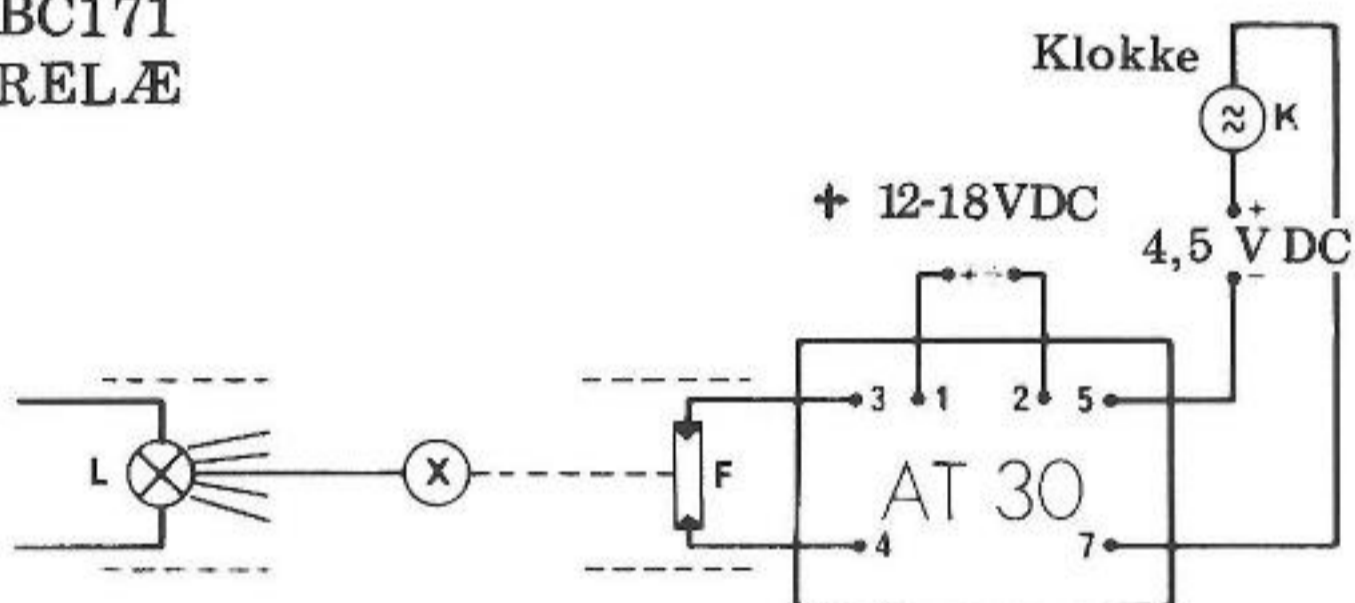 BC171
RELÆ
Klokke
K
+ 12-18VDC
+
4,5 V DC
-
+ ÷
3 1 2 5
L X F
AT 30
4 7